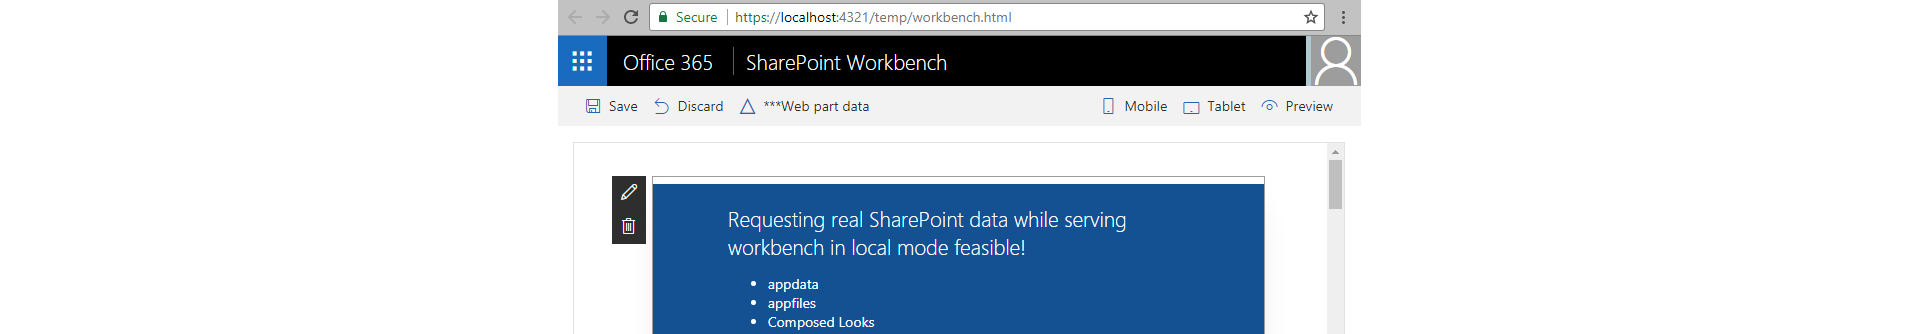 Secure https://localhost:4321/temp/workbench.html
Office 365 SharePoint Workbench
Save Discard ***Web part data Mobile Tablet Preview
Requesting real SharePoint data while serving
workbench in local mode feasible!
• appdata
• appfiles
• Composed Looks